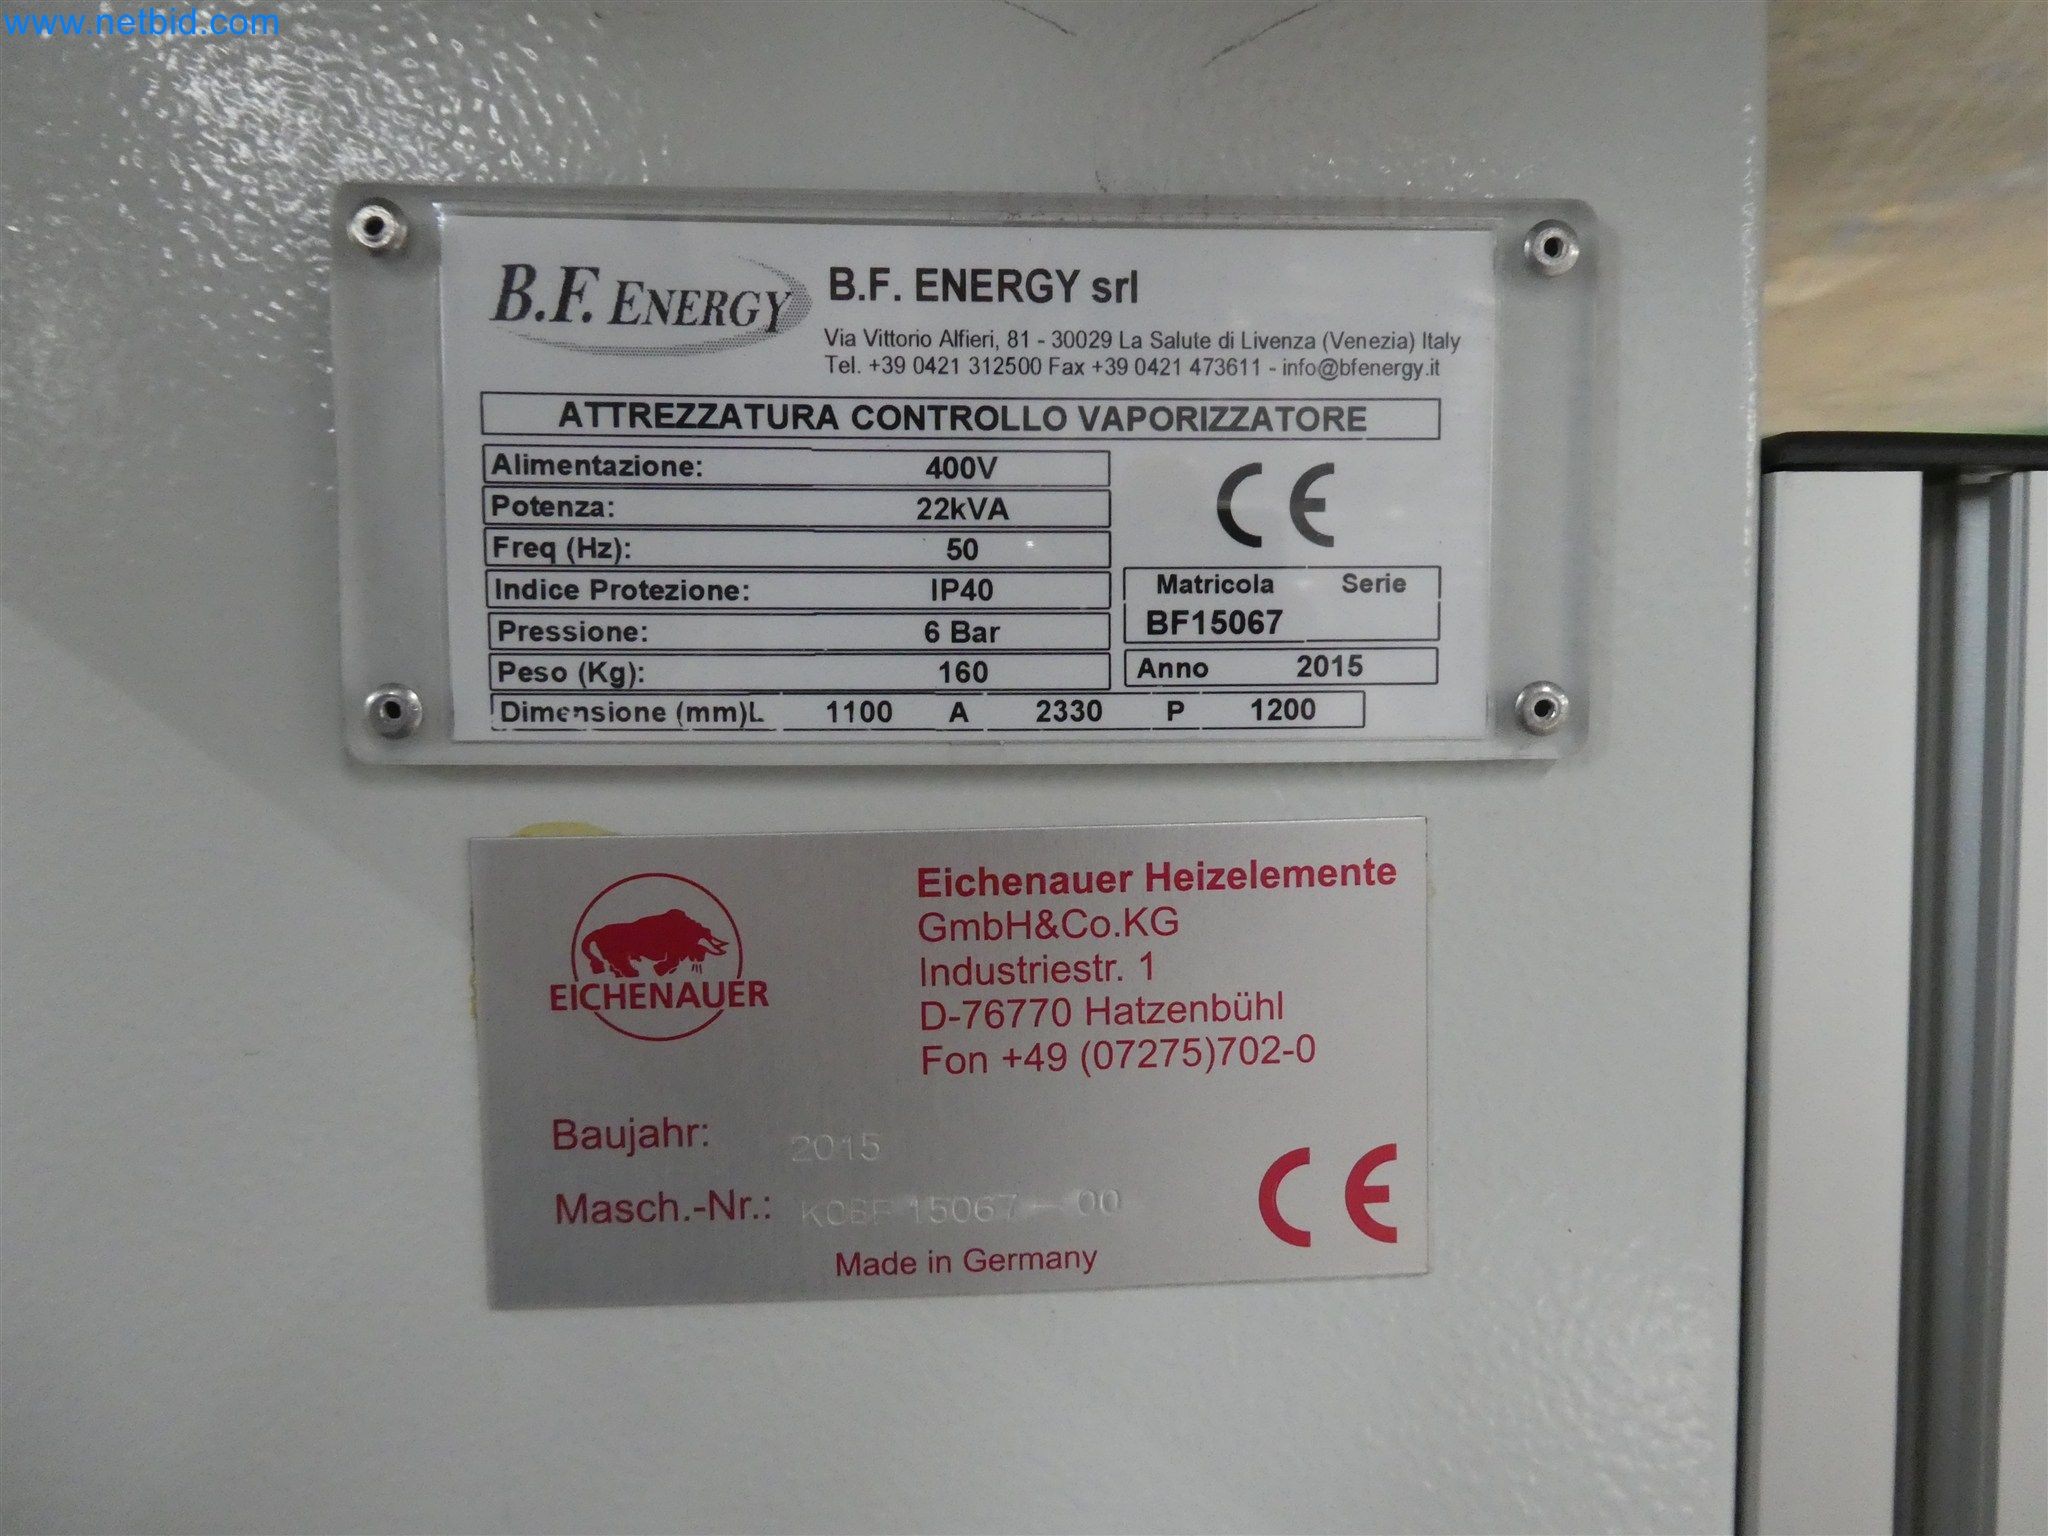 www.netbid.com
B.F. ENERGY
B.F. ENERGY srl
Via Vittorio Alfieri, 81 - 30029 La Salute di Livenza (Venezia) Italy
Tel. +39 0421 312500 Fax +39 0421 473611 - info@bfenergy.it
ATTREZZATURA CONTROLLO VAPORIZZATORE
Alimentazione: 400V
Potenza: 22kVA
Freq (Hz): 50
Indice Protezione: IP40
Pressione: 6 Bar
Peso (Kg): 160
Dimensione (mm)L 1100 A 2330 P 1200
CE
Matricola Serie
BF15067
Anno 2015
EICHENAUER
Eichenauer Heizelemente
GmbH&Co.KG
Industriestr. 1
D-76770 Hatzenbühl
Fon +49 (07275)702-0
Baujahr: 2015
Masch.-Nr.: 15067-00
Made in Germany
CE